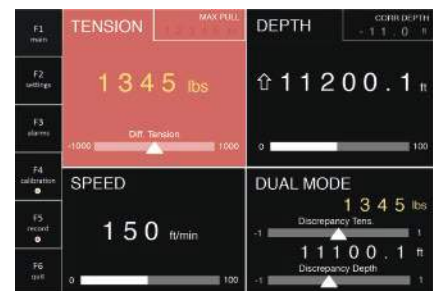 F1
main
F2
settings
F3
alarms
F4
calibration
F5
record
F6
quit
TENSION
MAX PULL
1345 lbs
Diff. Tension
-1000
1000
DEPTH
CORR DEPTH
-11.0 ft
⇧11200.1 ft
0
100
SPEED
150 ft/min
0
100
DUAL MODE
1345 lbs
Discrepancy Tens.
-1
1
11100.1 ft
Discrepancy Depth
-1
1